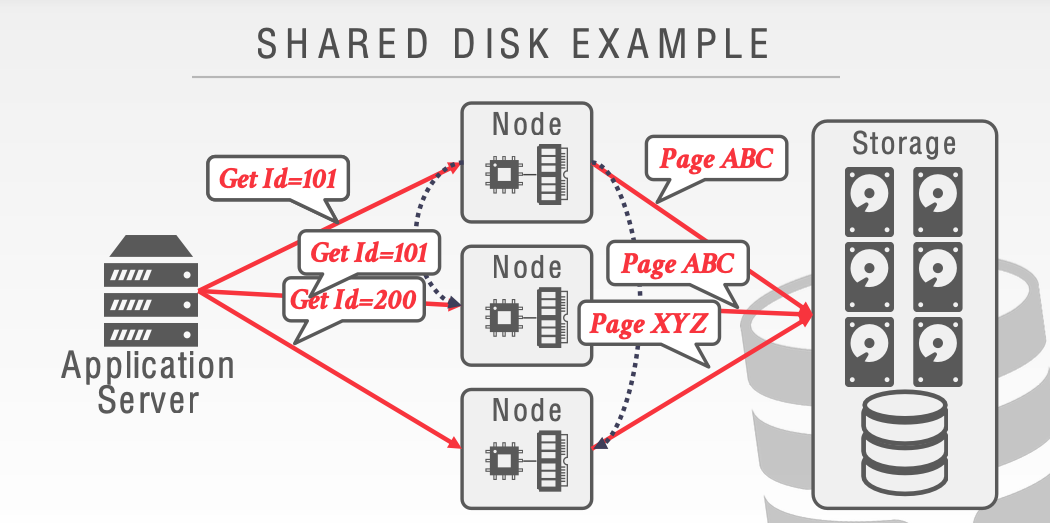 SHARED DISK EXAMPLE
Node
Storage
Page ABC
Get Id=101
Get Id=101
Page ABC
Node
Get Id=200
Page XYZ
Application
Server
Node